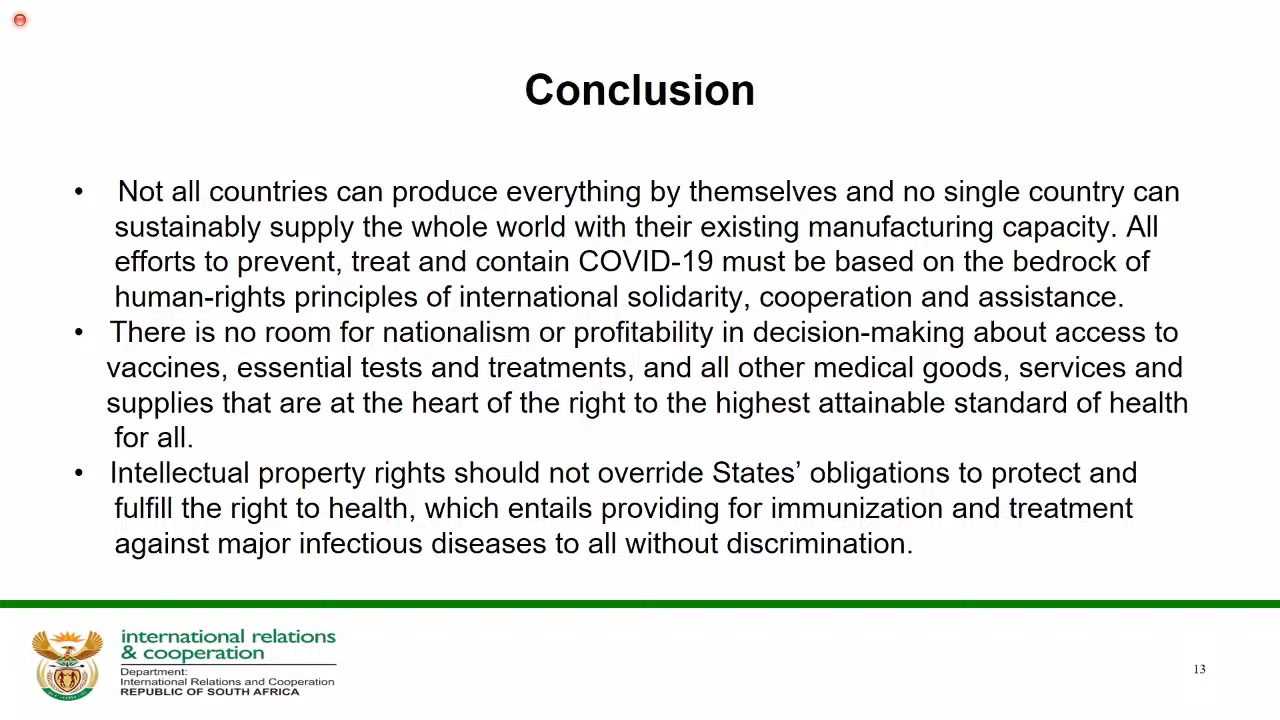 Conclusion
• Not all countries can produce everything by themselves and no single country can
sustainably supply the whole world with their existing manufacturing capacity. All
efforts to prevent, treat and contain COVID-19 must be based on the bedrock of
human-rights principles of international solidarity, cooperation and assistance.
• There is no room for nationalism or profitability in decision-making about access to
vaccines, essential tests and treatments, and all other medical goods, services and
supplies that are at the heart of the right to the highest attainable standard of health
for all.
• Intellectual property rights should not override States’ obligations to protect and
fulfill the right to health, which entails providing for immunization and treatment
against major infectious diseases to all without discrimination.
international relations
& cooperation
Department:
International Relations and Cooperation
REPUBLIC OF SOUTH AFRICA
13